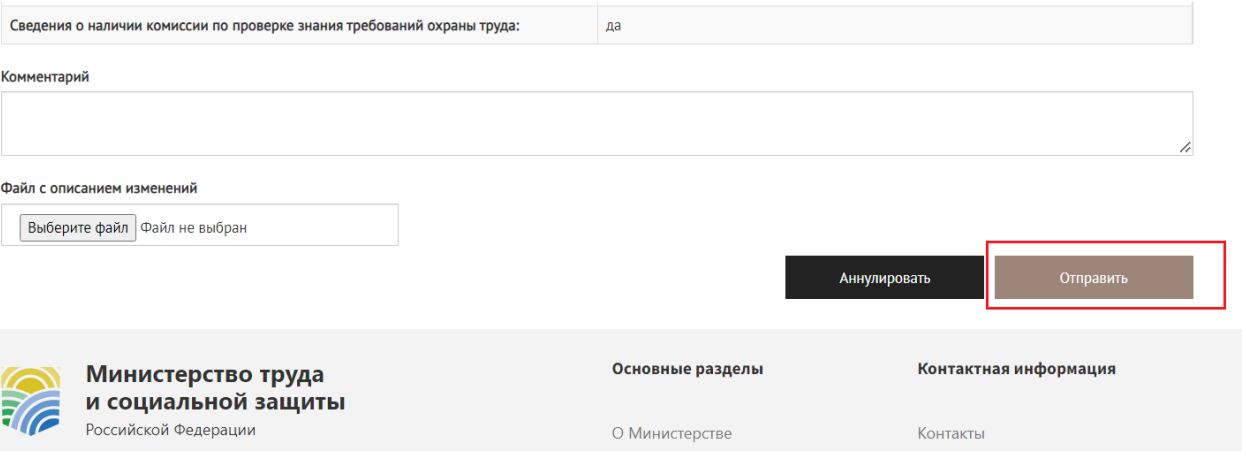 Сведения о наличии комиссии по проверке знания требований охраны труда: да
Комментарий
Файл с описанием изменений
Выберите файл Файл не выбран
Аннулировать Отправить
Министерство труда
и социальной защиты
Российской Федерации
Основные разделы
О Министерстве
Контактная информация
Контакты